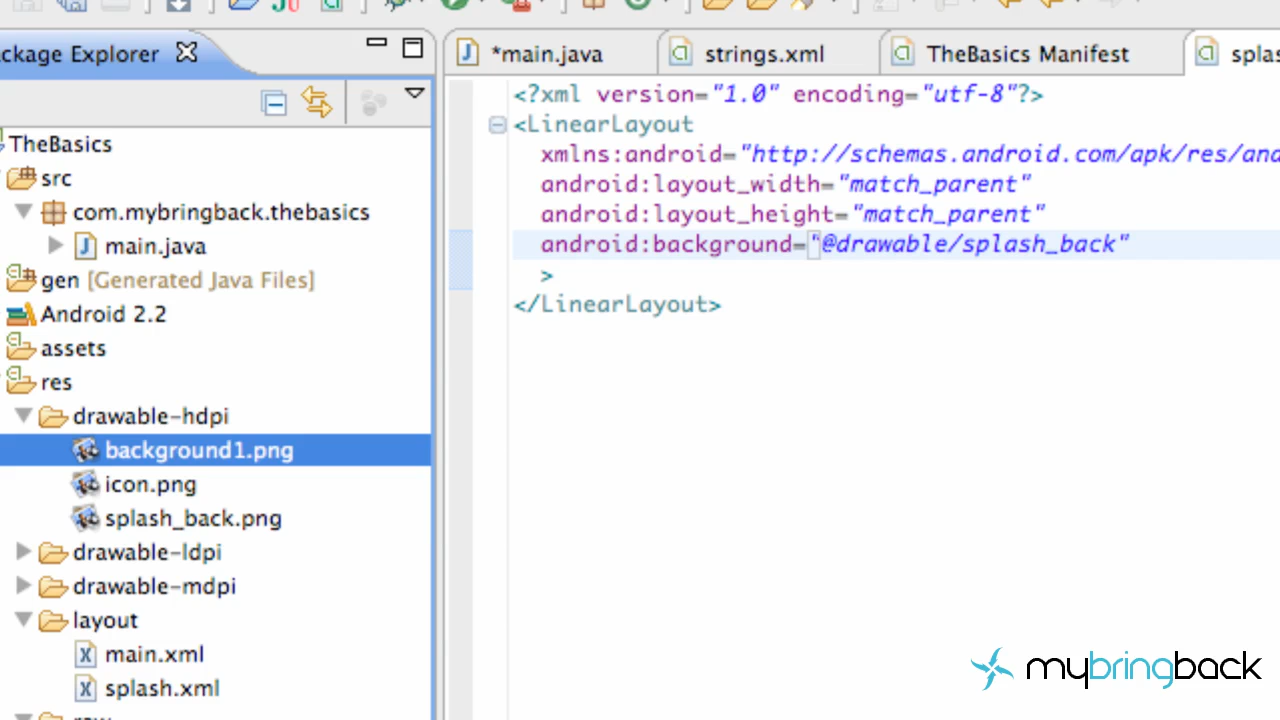 ckage Explorer
*main.java
strings.xml
TheBasics Manifest
splas
TheBasics
src
com.mybringback.thebasics
main.java
gen [Generated Java Files]
Android 2.2
assets
res
drawable-hdpi
background1.png
icon.png
splash_back.png
drawable-ldpi
drawable-mdpi
layout
main.xml
splash.xml
<?xml version="1.0" encoding="utf-8"?>
<LinearLayout
xmlns:android="http://schemas.android.com/apk/res/and
android:layout_width="match_parent"
android:layout_height="match_parent"
android:background="@drawable/splash_back"
>
</LinearLayout>
mybringback